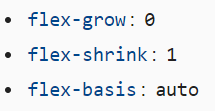 • flex-grow: 0
• flex-shrink: 1
• flex-basis: auto